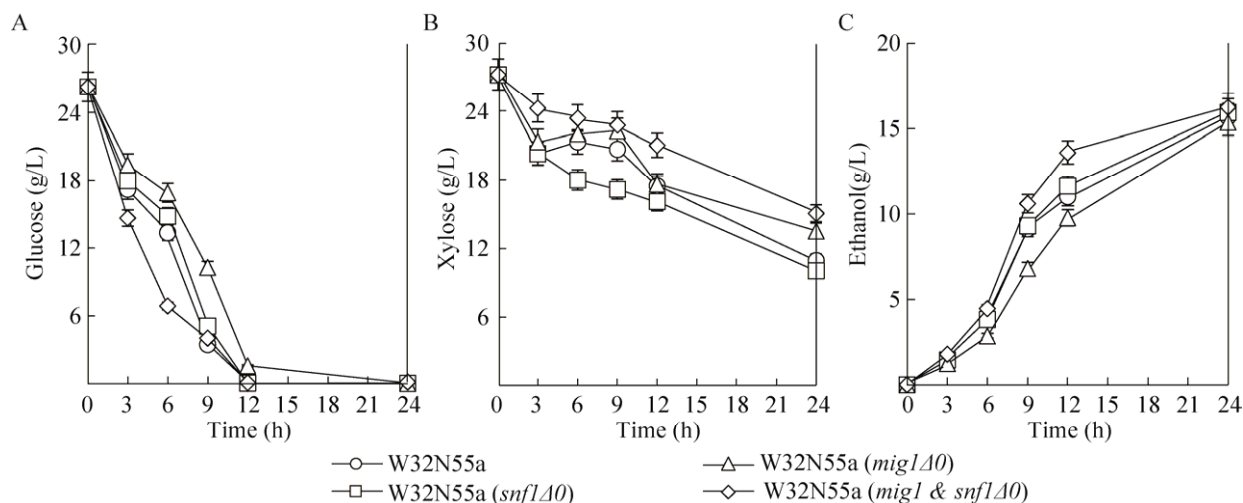 A
B
C
30
24
18
12
6
Glucose (g/L)
0 3 6 9 12 15 18 21 24
Time (h)
30
24
18
12
6
Xylose (g/L)
0 3 6 9 12 15 18 21 24
Time (h)
20
15
10
5
0
Ethanol(g/L)
0 3 6 9 12 15 18 21 24
Time (h)
W32N55a
W32N55a (mig1Δ0)
W32N55a (snf1Δ0)
W32N55a (mig1 & snf1Δ0)